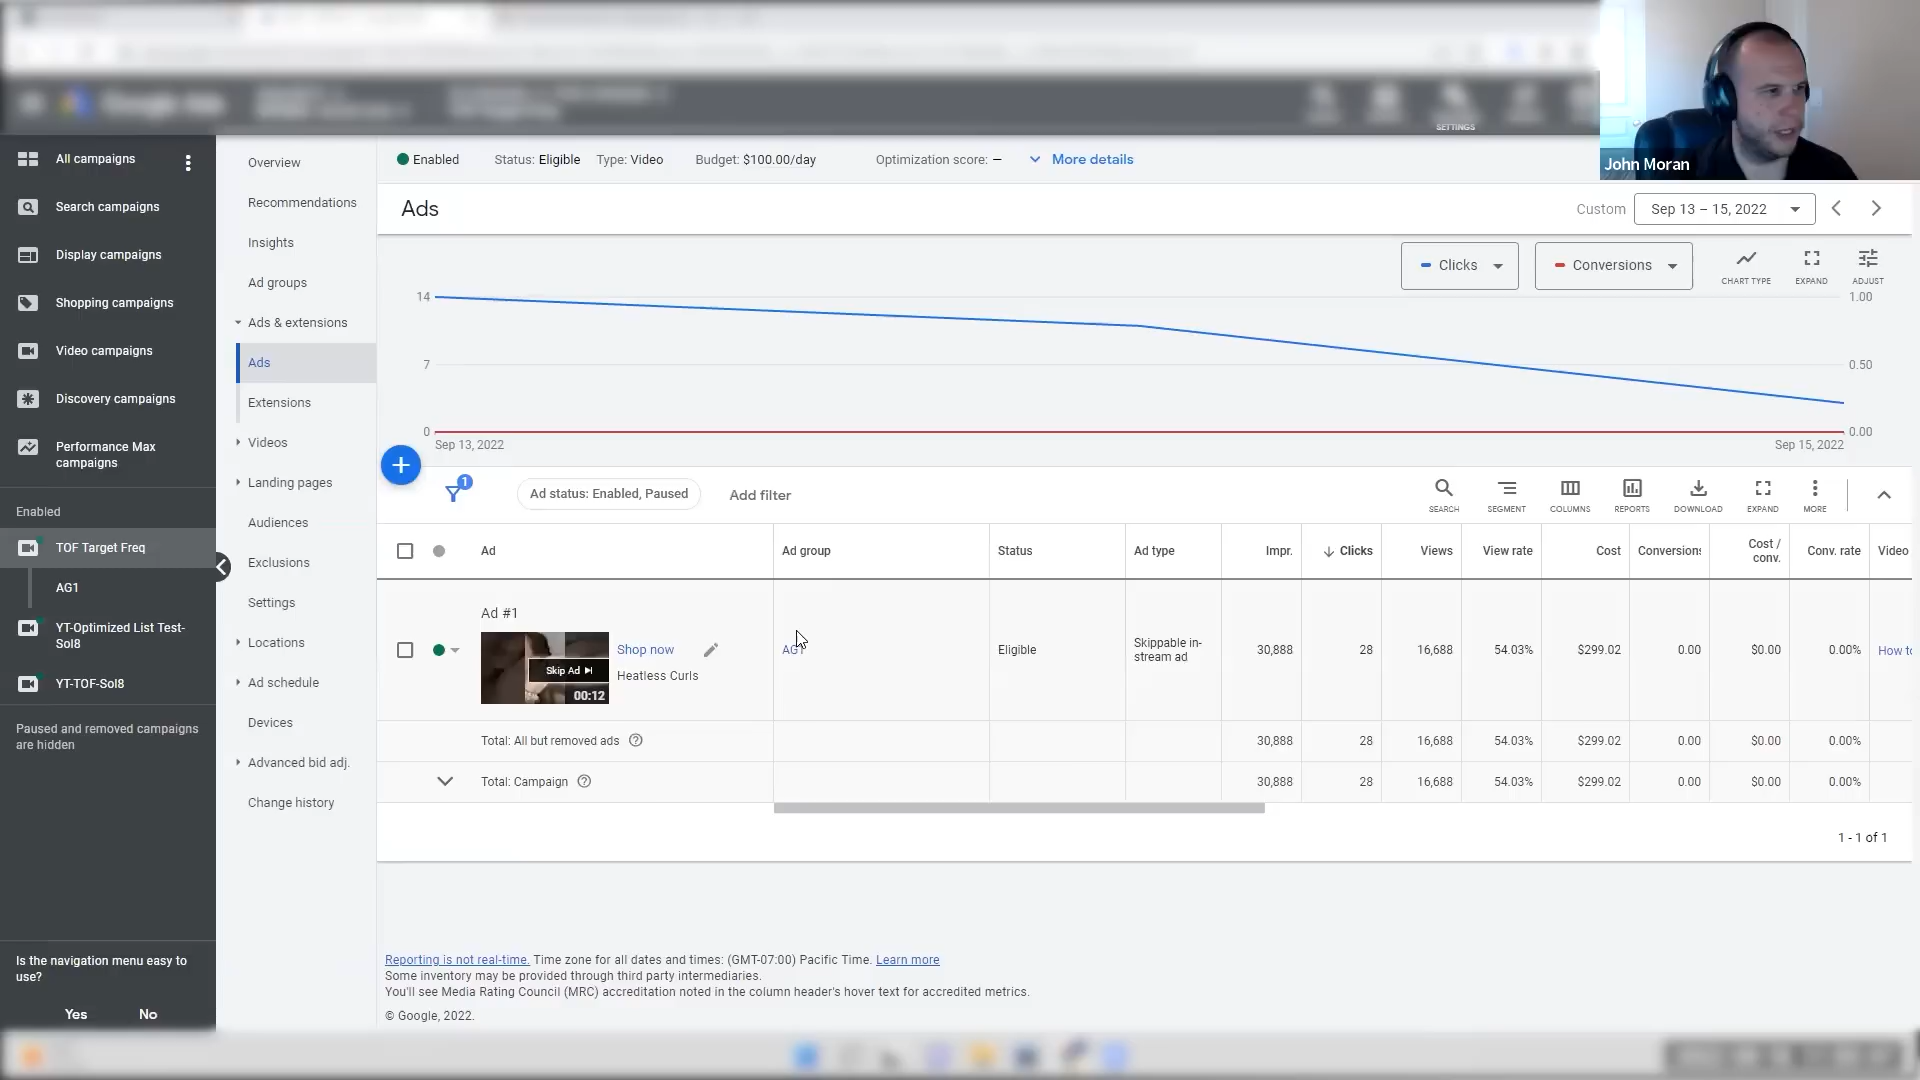 Google Ads
SETTINGS
John Moran
All campaigns
Search campaigns
Display campaigns
Shopping campaigns
Video campaigns
Discovery campaigns
Performance Max
campaigns
Enabled
TOF Target Freq
AG1
YT-Optimized List Test-
Sol8
YT-TOF-Sol8
Paused and removed campaigns
are hidden
Is the navigation menu easy to
use?
Yes No
Overview
Recommendations
Insights
Ad groups
Ads & extensions
Ads
Extensions
Videos
Landing pages
Audiences
Exclusions
Settings
Locations
Ad schedule
Devices
Advanced bid adj.
Change history
Enabled Status: Eligible Type: Video Budget: $100.00/day Optimization score: — More details
Ads Custom Sep 13 – 15, 2022
Clicks Conversions CHART TYPE EXPAND ADJUST
14 1.00
7 0.50
0 0.00
Sep 13, 2022 Sep 15, 2022
1 Ad status: Enabled, Paused Add filter SEARCH SEGMENT COLUMNS REPORTS DOWNLOAD EXPAND MORE
Ad Ad group Status Ad type Impr. Clicks Views View rate Cost Conversions Cost / conv. Conv. rate Video
Ad #1
Skip Ad
00:12
Shop now
Heatless Curls
AG1 Eligible Skippable in-stream ad 30,888 28 16,688 54.03% $299.02 0.00 $0.00 0.00% How to
Total: All but removed ads 30,888 28 16,688 54.03% $299.02 0.00 $0.00 0.00%
Total: Campaign 30,888 28 16,688 54.03% $299.02 0.00 $0.00 0.00%
1 - 1 of 1
Reporting is not real-time. Time zone for all dates and times: (GMT-07:00) Pacific Time. Learn more
Some inventory may be provided through third party intermediaries.
You'll see Media Rating Council (MRC) accreditation noted in the column header's hover text for accredited metrics.
© Google, 2022.